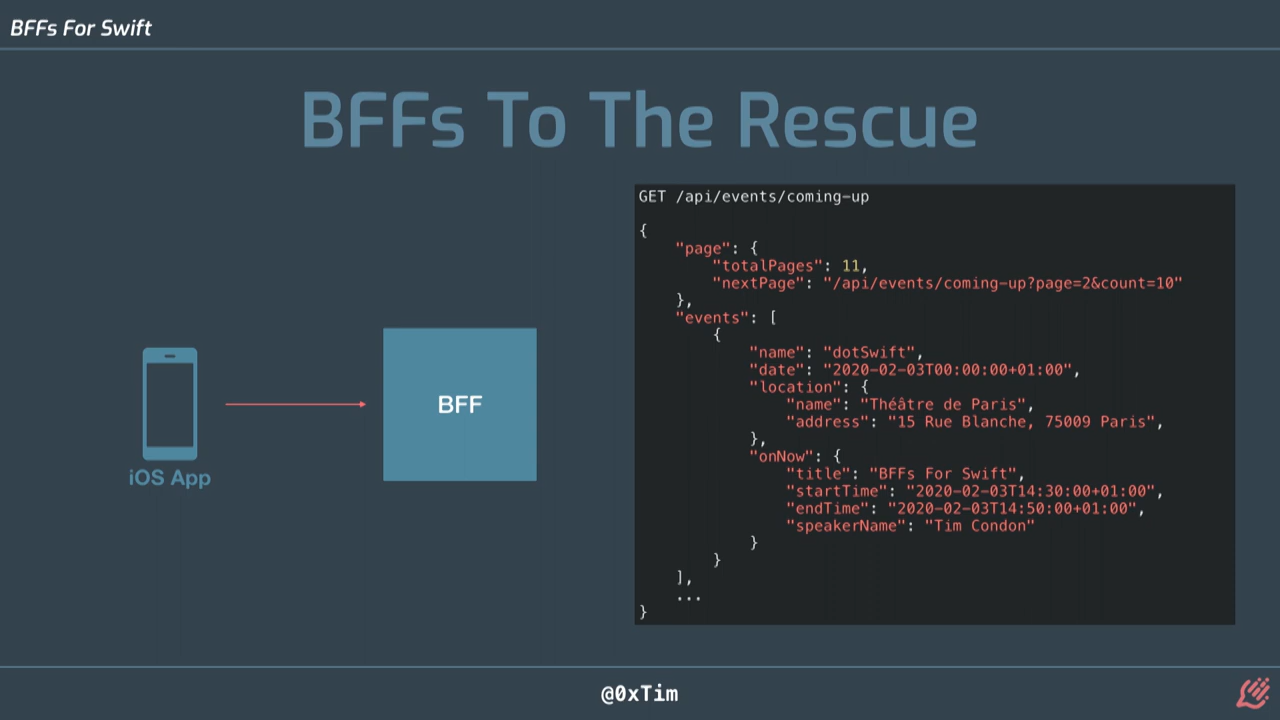 BFFs For Swift
BFFs To The Rescue
iOS App
BFF
GET /api/events/coming-up
{
    "page": {
        "totalPages": 11,
        "nextPage": "/api/events/coming-up?page=2&count=10"
    },
    "events": [
        {
            "name": "dotSwift",
            "date": "2020-02-03T00:00:00+01:00",
            "location": {
                "name": "Théâtre de Paris",
                "address": "15 Rue Blanche, 75009 Paris",
            },
            "onNow": {
                "title": "BFFs For Swift",
                "startTime": "2020-02-03T14:30:00+01:00",
                "endTime": "2020-02-03T14:50:00+01:00",
                "speakerName": "Tim Condon"
            }
        }
    ],
    ...
}
@0xTim